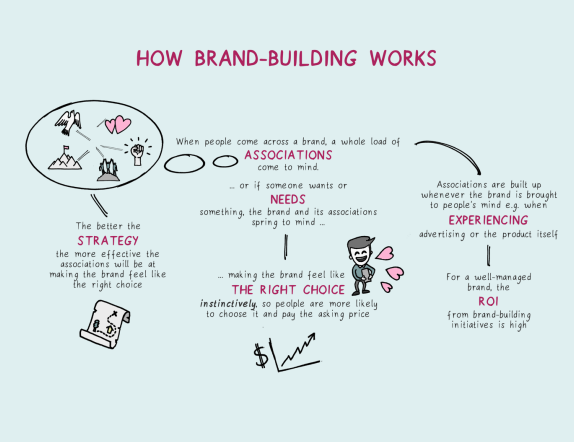 HOW BRAND-BUILDING WORKS
When people come across a brand, a whole load of
ASSOCIATIONS
come to mind.
... or if someone wants or
NEEDS
something, the brand and its associations
spring to mind ...
... making the brand feel like
THE RIGHT CHOICE
instinctively, so peolple are more likely
to choose it and pay the asking price
$
The better the
STRATEGY
the more effective the
associations will be at
making the brand feel like
the right choice
Associations are built up
whenever the brand is brought
to people's mind e.g. when
EXPERIENCING
advertising or the product itself
For a well-managed
brand, the
ROI
from brand-building
initiatives is high